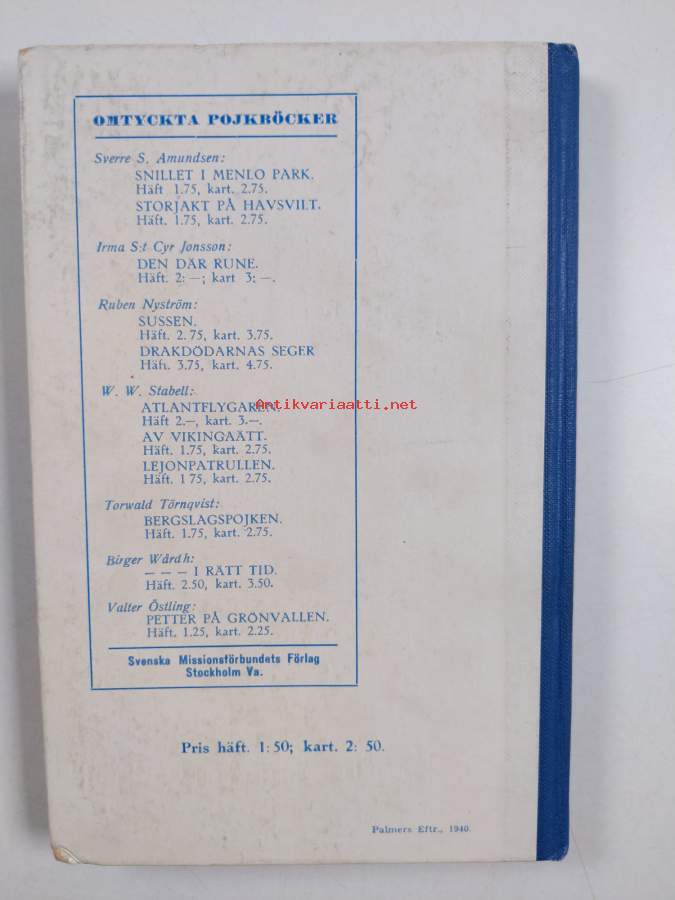 OMTYCKTA POJKBÖCKER
Sverre S. Amundsen:
SNILLET I MENLO PARK.
Häft 1.75, kart. 2.75.
STORJAKT PÅ HAVSVILT.
Häft. 1.75, kart. 2.75.
Irma S:t Cyr Jonsson:
DEN DÄR RUNE.
Häft. 2: —; kart 3: —.
Ruben Nyström:
SUSSEN.
Häft. 2.75, kart. 3.75.
DRAKDÖDARNAS SEGER
Häft. 3.75, kart. 4.75.
W. W. Stabell:
ATLANTFLYGAREN.
Antikvariaatti.net
Häft 2.—, kart. 3.—.
AV VIKINGAÄTT.
Häft. 1.75, kart. 2.75.
LEJONPATRULLEN.
Häft. 1 75, kart. 2.75.
Torwald Törnqvist:
BERGSLAGSPOJKEN.
Häft. 1.75, kart. 2.75.
Birger Wårdh:
— — — I RÄTT TID.
Häft. 2.50, kart. 3.50.
Valter Östling:
PETTER PÅ GRÖNVALLEN.
Häft. 1.25, kart. 2.25.
Svenska Missionsförbundets Förlag
Stockholm Va.
Pris häft. 1: 50; kart. 2: 50.
Palmers Eftr., 1940.